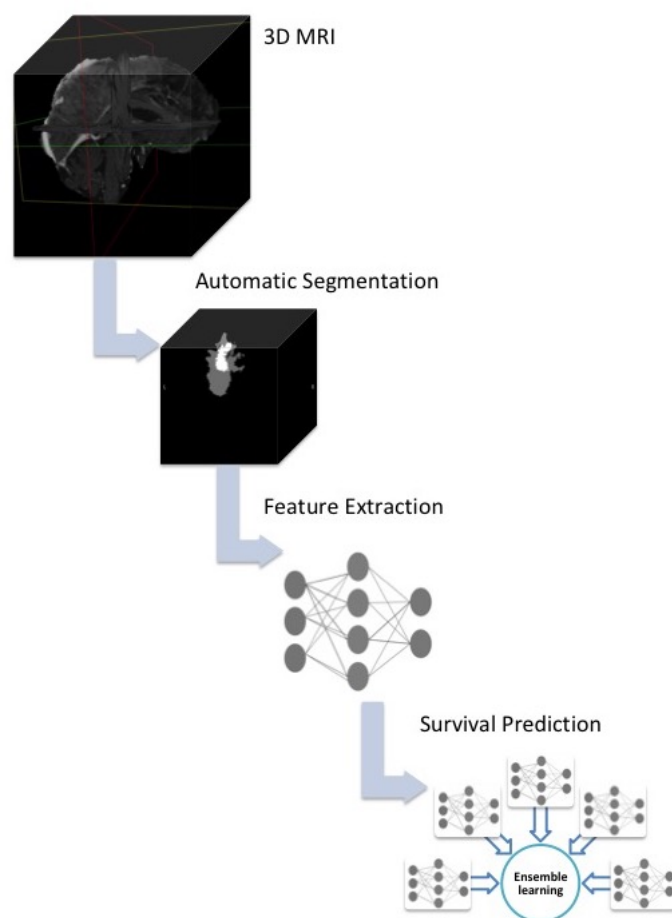 3D MRI
Automatic Segmentation
Feature Extraction
Survival Prediction
Ensemble
learning